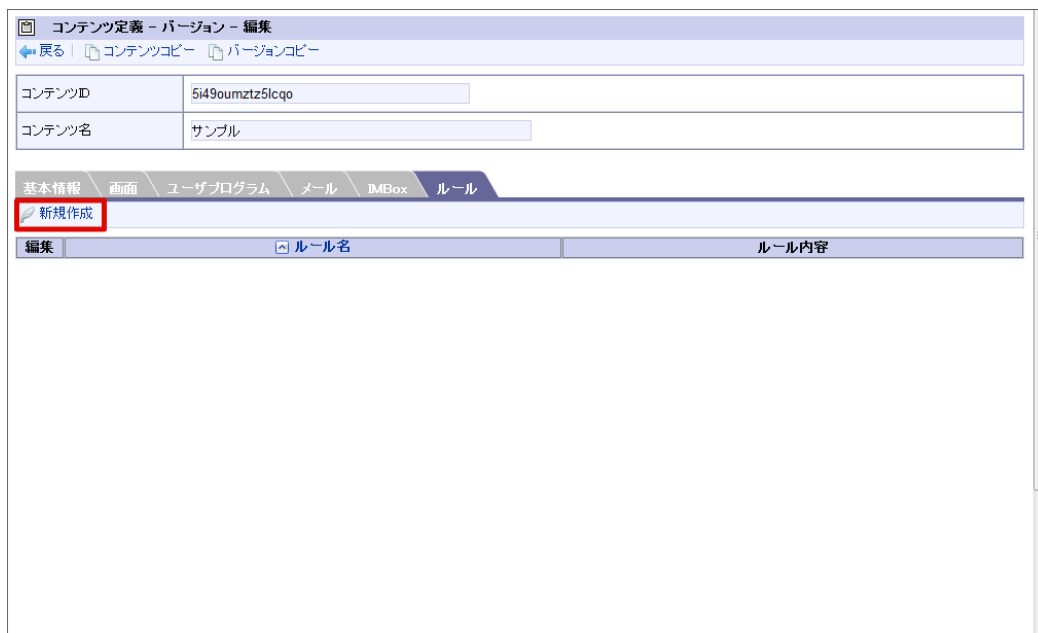 コンテンツ定義 - バージョン - 編集
戻る コンテンツコピー バージョンコピー
コンテンツID 5i49oumztz5lcqo
コンテンツ名 サンプル
基本情報 画面 ユーザプログラム メール IMBox ルール
新規作成
編集 ルール名 ルール内容